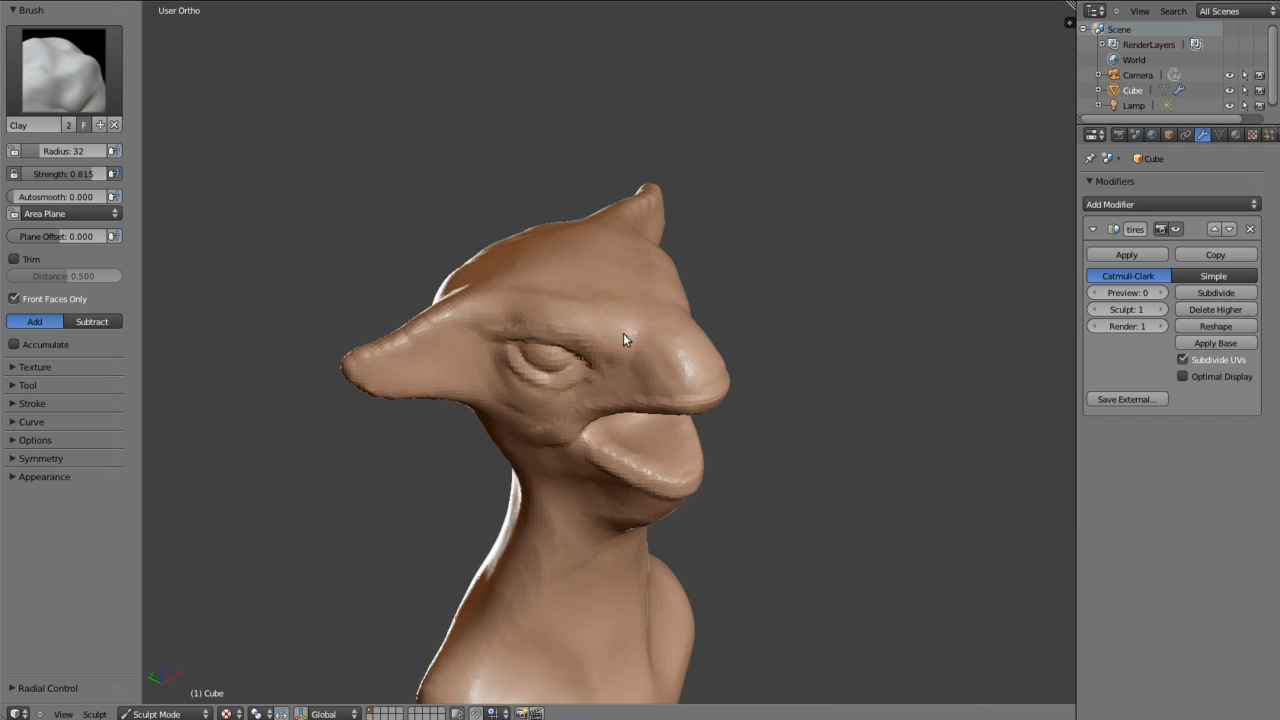 Brush
Clay 2 F
Radius: 32
Strength: 0.815
Autosmooth: 0.000
Area Plane
Plane Offset: 0.000
Trim
Distance: 0.500
Front Faces Only
Add Subtract
Accumulate
Texture
Tool
Stroke
Curve
Options
Symmetry
Appearance
Radial Control
User Ortho
(1) Cube
View Sculpt Sculpt Mode Global
View Search All Scenes
Scene
RenderLayers
World
Camera
Cube
Lamp
Cube
Modifiers
Add Modifier
tires
Apply Copy
Catmull-Clark Simple
Preview: 0 Subdivide
Sculpt: 1 Delete Higher
Render: 1 Reshape
Apply Base
Subdivide UVs
Optimal Display
Save External...